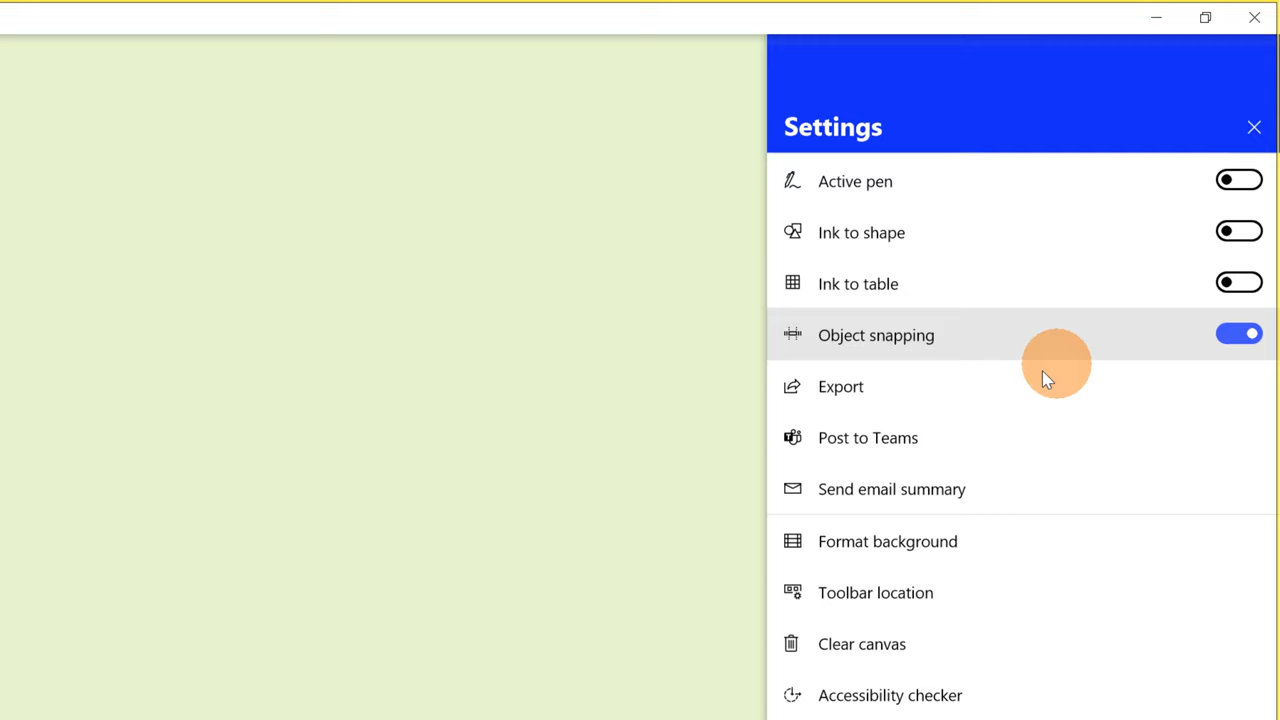 Settings
Active pen
Ink to shape
Ink to table
Object snapping
Export
Post to Teams
Send email summary
Format background
Toolbar location
Clear canvas
Accessibility checker